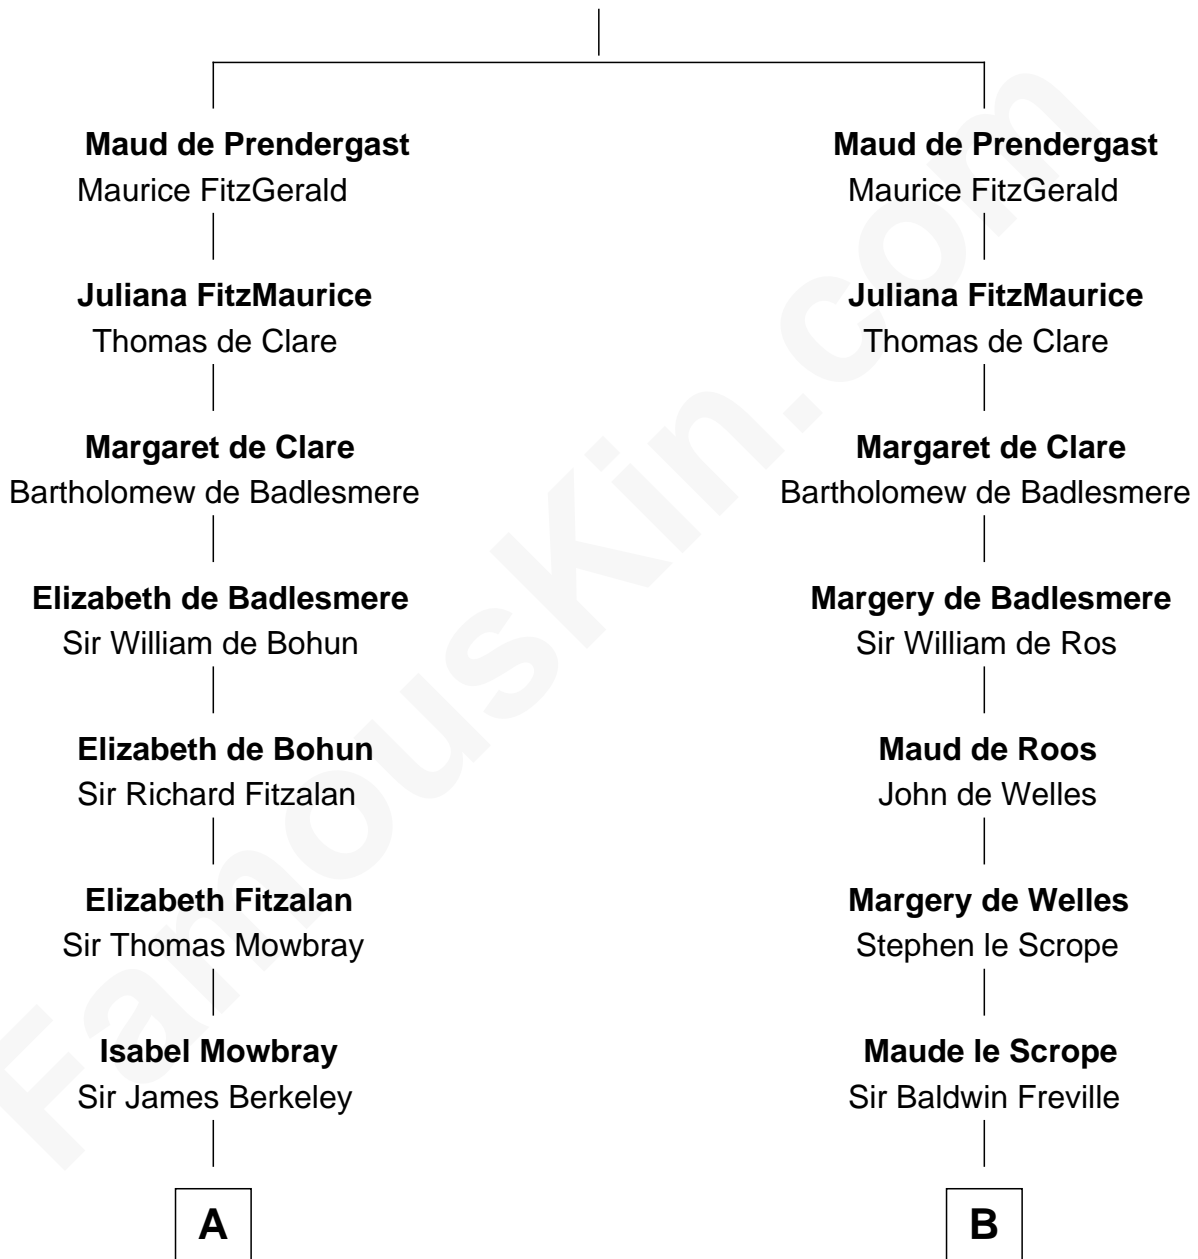 Maud de Prendergast
Maurice FitzGerald
Juliana FitzMaurice
Thomas de Clare
Margaret de Clare
Bartholomew de Badlesmere
Elizabeth de Badlesmere
Sir William de Bohun
Elizabeth de Bohun
Sir Richard Fitzalan
Elizabeth Fitzalan
Sir Thomas Mowbray
Isabel Mowbray
Sir James Berkeley
A
Maud de Prendergast
Maurice FitzGerald
Juliana FitzMaurice
Thomas de Clare
Margaret de Clare
Bartholomew de Badlesmere
Margery de Badlesmere
Sir William de Ros
Maud de Roos
John de Welles
Margery de Welles
Stephen le Scrope
Maude le Scrope
Sir Baldwin Freville
B
FamousKin.com